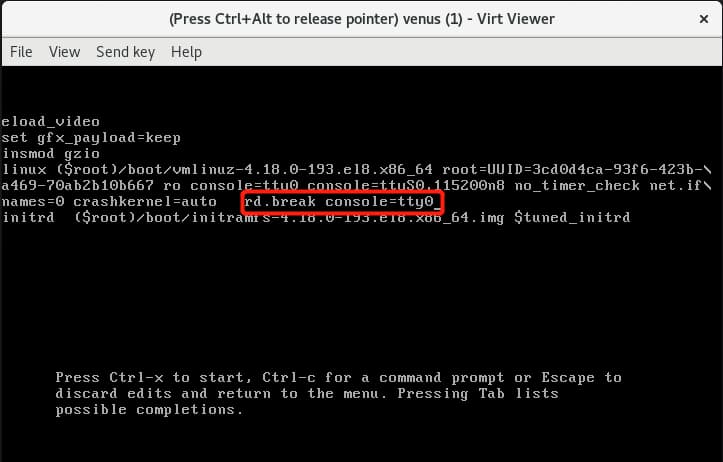 (Press Ctrl+Alt to release pointer) venus (1) - Virt Viewer
×
File View Send key Help
eload_video
set gfx_payload=keep
insmod gzio
linux ($root)/boot/vmlinuz-4.18.0-193.el8.x86_64 root=UUID=3cd0d4ca-93f6-423b-\
a469-70ab2b10b667 ro console=tty0 console=ttyS0,115200n8 no_timer_check net.if\
names=0 crashkernel=auto rd.break console=tty0_
initrd ($root)/boot/initramfs-4.18.0-193.el8.x86_64.img $tuned_initrd
Press Ctrl-x to start, Ctrl-c for a command prompt or Escape to
discard edits and return to the menu. Pressing Tab lists
possible completions.